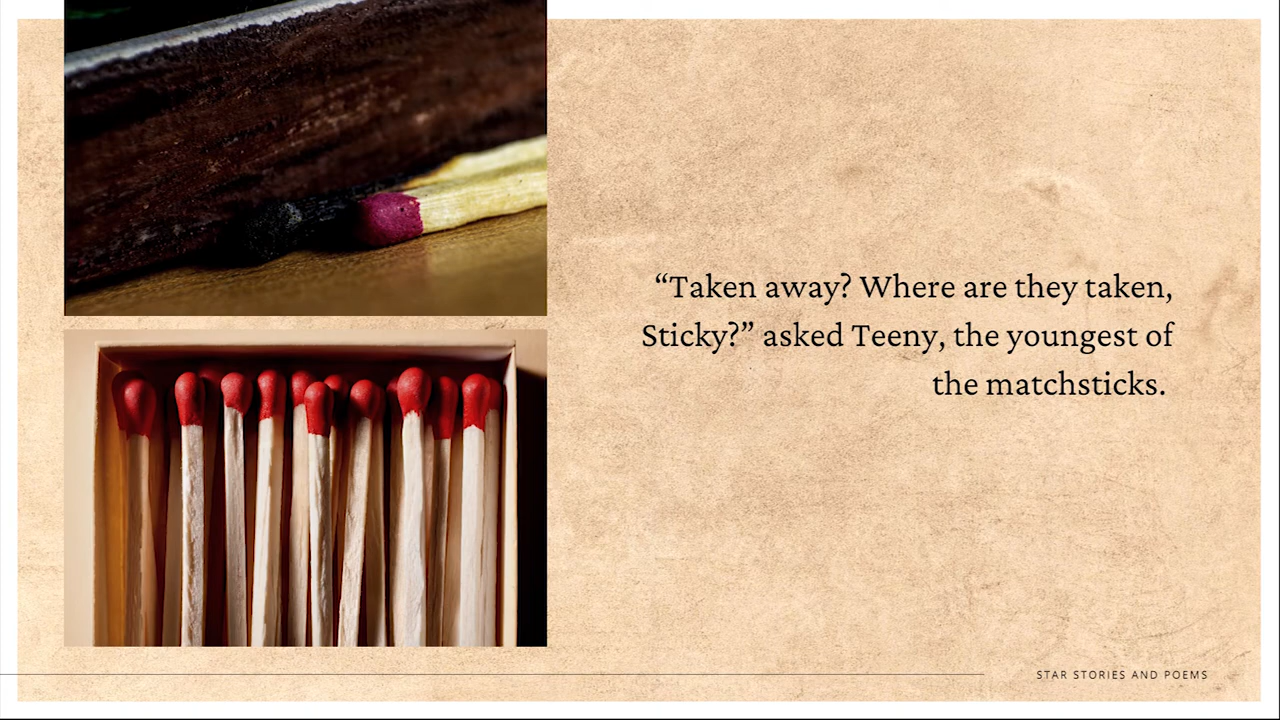 “Taken away? Where are they taken,
Sticky?” asked Teeny, the youngest of
the matchsticks.
STAR STORIES AND POEMS